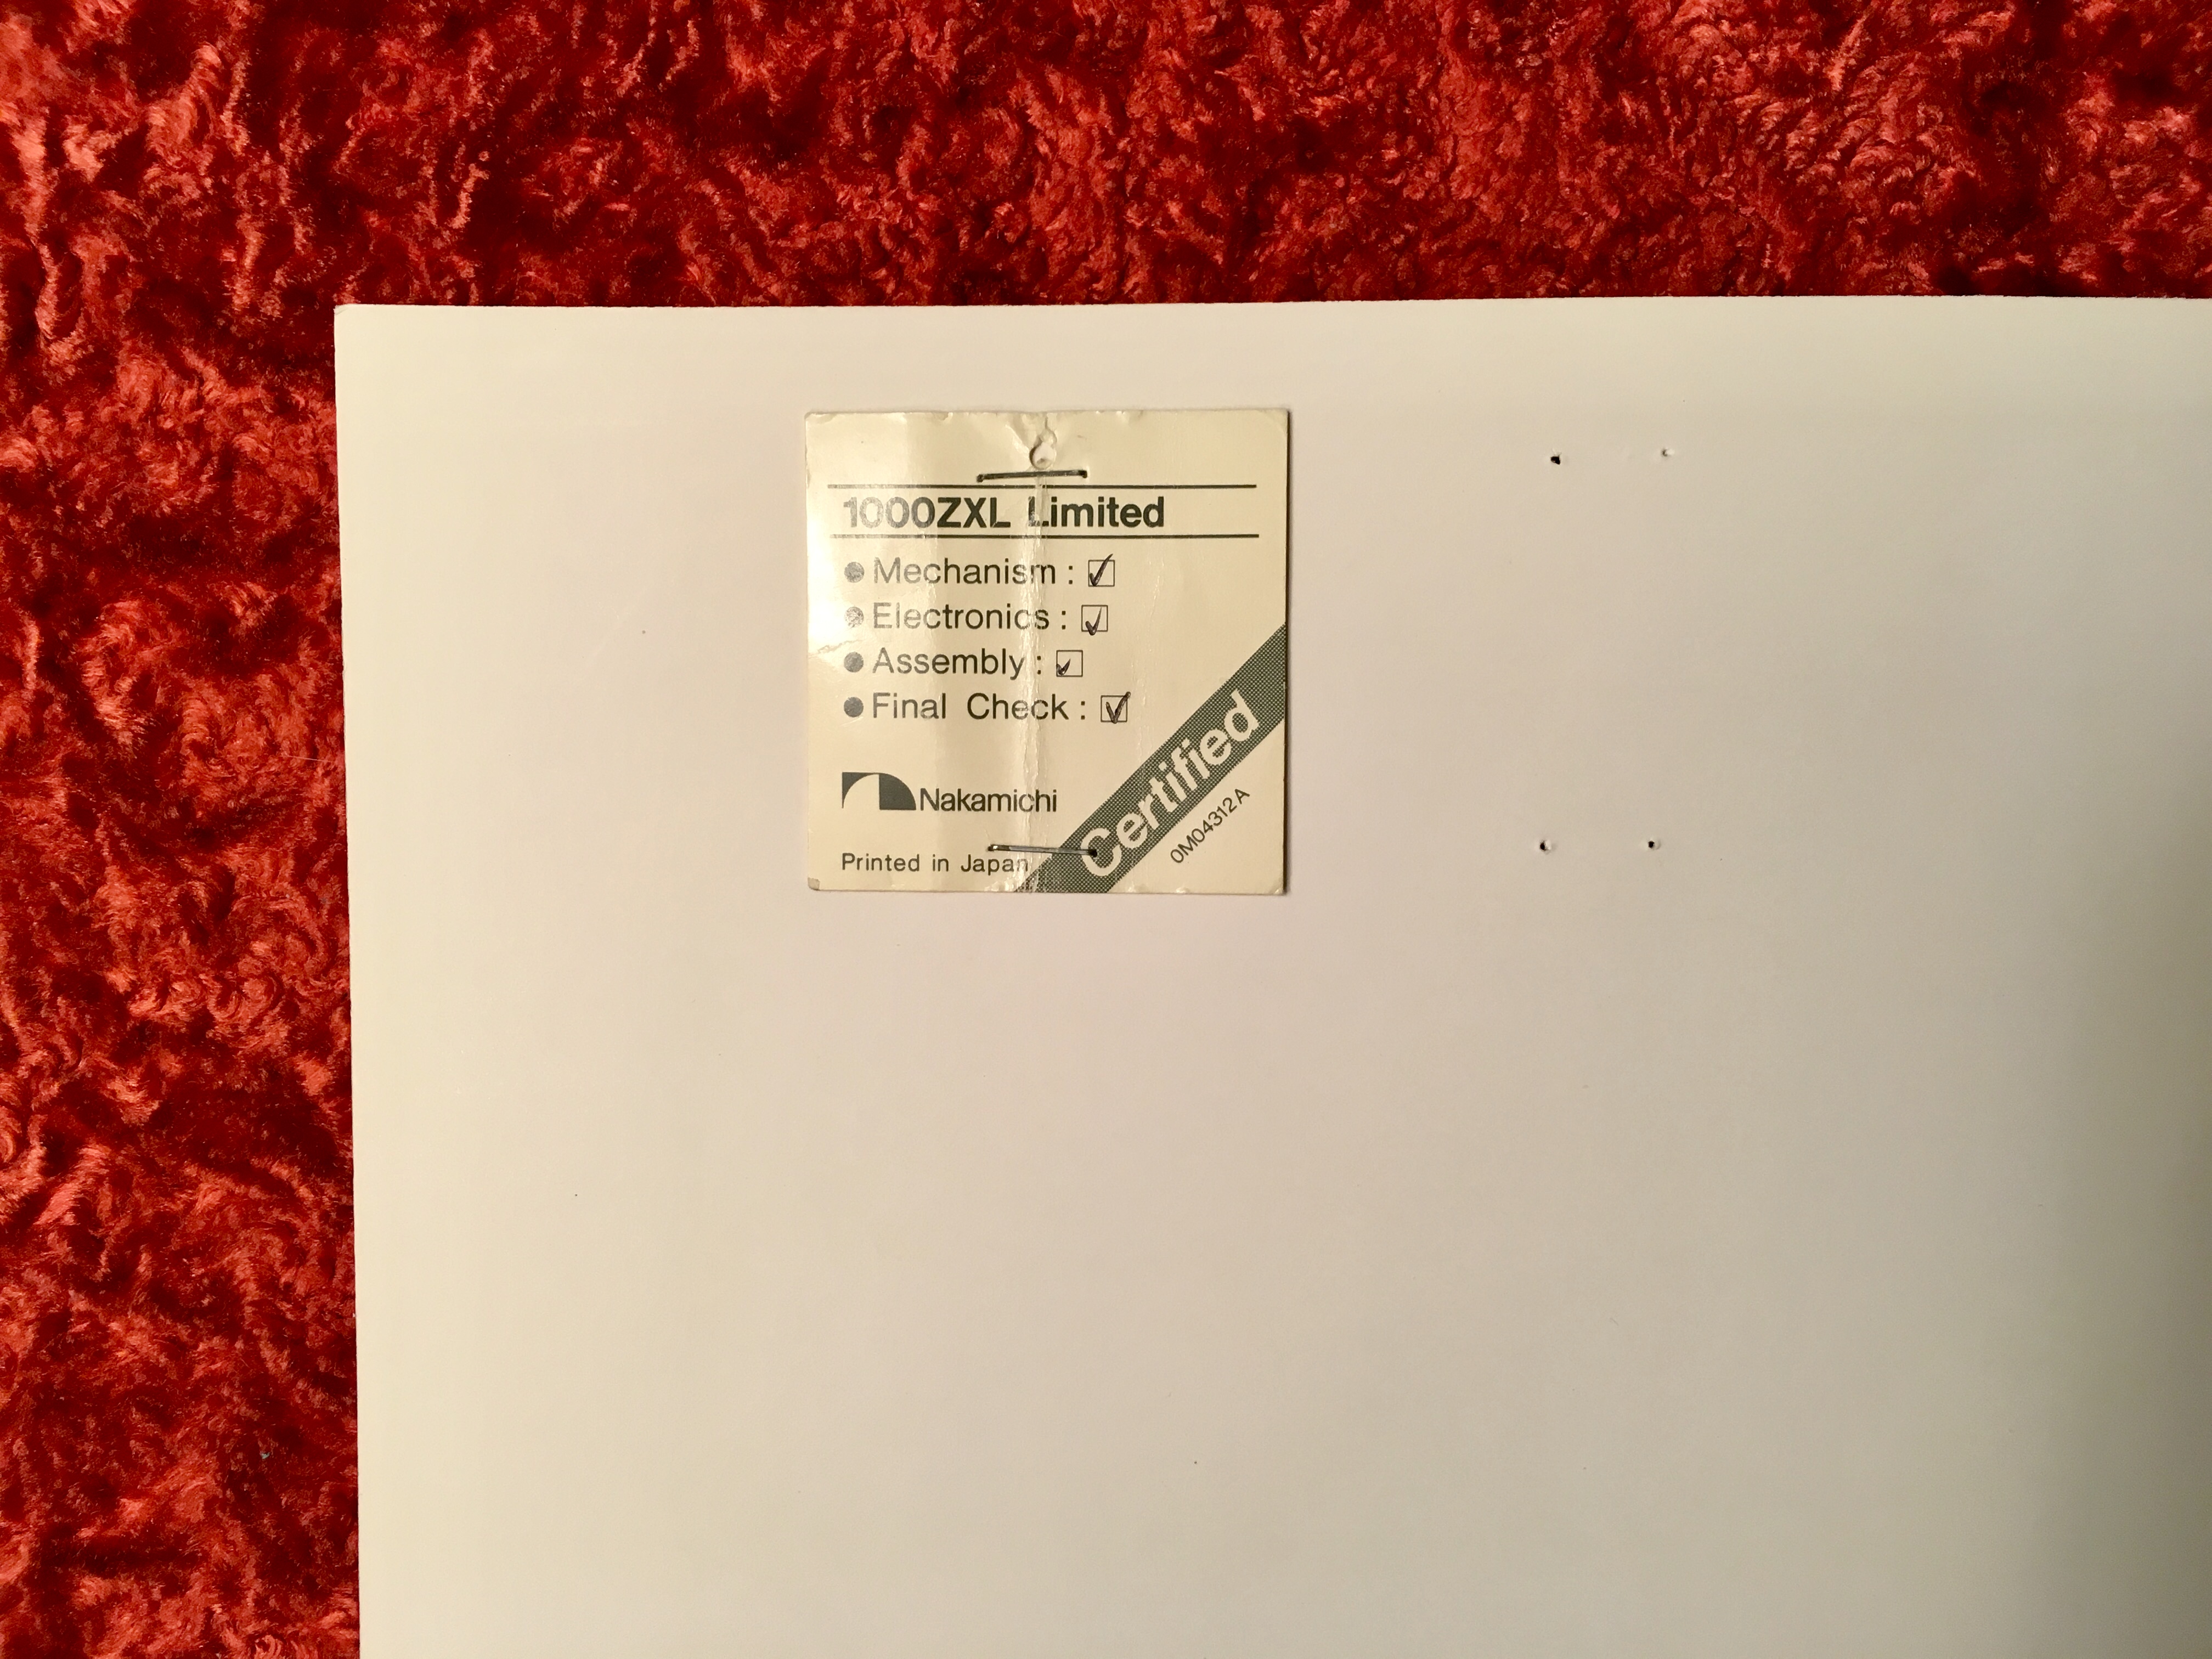 1000ZXL Limited
● Mechanism : ☑
● Electronics : ☑
● Assembly : ☑
● Final Check : ☑
Nakamichi
Printed in Japan
Certified
0M04312A